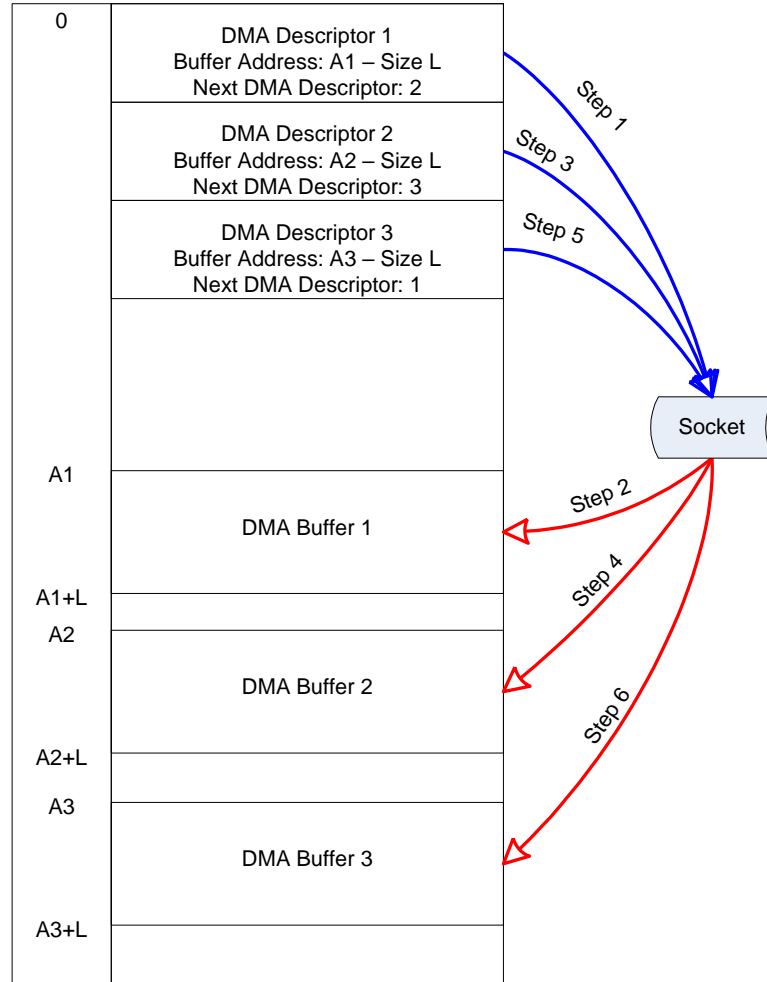 0
DMA Descriptor 1
Buffer Address: A1 – Size L
Next DMA Descriptor: 2
Step 1
DMA Descriptor 2
Buffer Address: A2 – Size L
Next DMA Descriptor: 3
Step 3
DMA Descriptor 3
Buffer Address: A3 – Size L
Next DMA Descriptor: 1
Step 5
Socket
A1
Step 2
DMA Buffer 1
Step 4
A1+L
A2
DMA Buffer 2
Step 6
A2+L
A3
DMA Buffer 3
A3+L